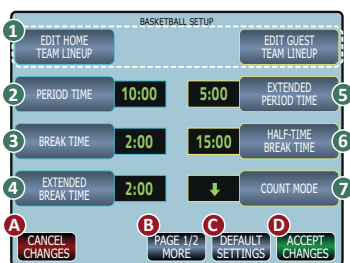 BASKETBALL SETUP
1
EDIT HOME
TEAM LINEUP
EDIT GUEST
TEAM LINEUP
2
PERIOD TIME
10:00
5:00
EXTENDED
PERIOD TIME
5
3
BREAK TIME
2:00
15:00
HALF-TIME
BREAK TIME
6
4
EXTENDED
BREAK TIME
2:00
COUNT MODE
7
A
CANCEL
CHANGES
B
PAGE 1/2
MORE
C
DEFAULT
SETTINGS
D
ACCEPT
CHANGES